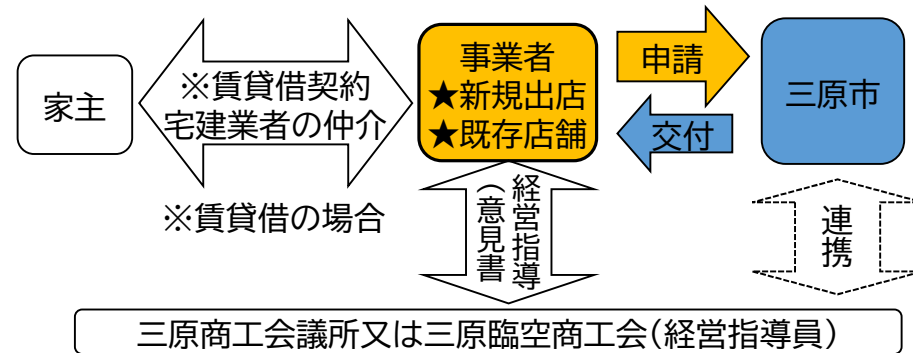 家主
※賃貸借契約
宅建業者の仲介
※賃貸借の場合
事業者
★新規出店
★既存店舗
申請
交付
三原市
経営指導
(意見書
連携
三原商工会議所又は三原臨空商工会(経営指導員)